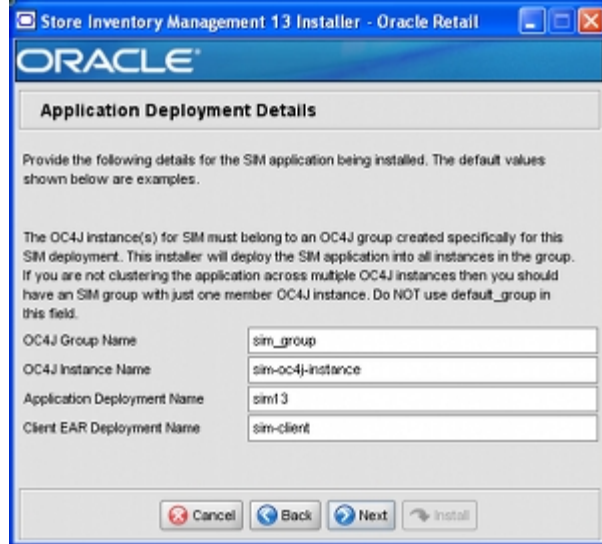 Store Inventory Management 13 Installer - Oracle Retail
ORACLE
Application Deployment Details
Provide the following details for the SIM application being installed. The default values
shown below are examples.
The OC4J instance(s) for SIM must belong to an OC4J group created specifically for this
SIM deployment. This installer will deploy the SIM application into all instances in the group.
If you are not clustering the application across multiple OC4J instances then you should
have an SIM group with just one member OC4J instance. Do NOT use default_group in
this field.
OC4J Group Name sim_group
OC4J Instance Name sim-oc4j-instance
Application Deployment Name sim13
Client EAR Deployment Name sim-client
Cancel Back Next Install